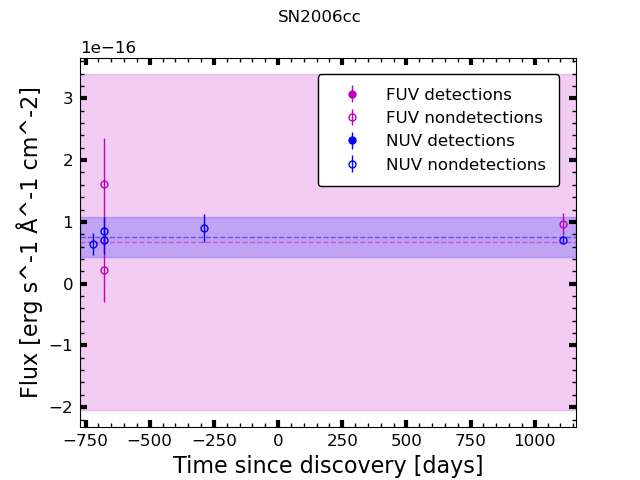 SN2006cc
1e−16
FUV detections
FUV nondetections
NUV detections
NUV nondetections
3
2
1
0
−1
−2
Flux [erg s^-1 Å^-1 cm^-2]
−750 −500 −250 0 250 500 750 1000
Time since discovery [days]